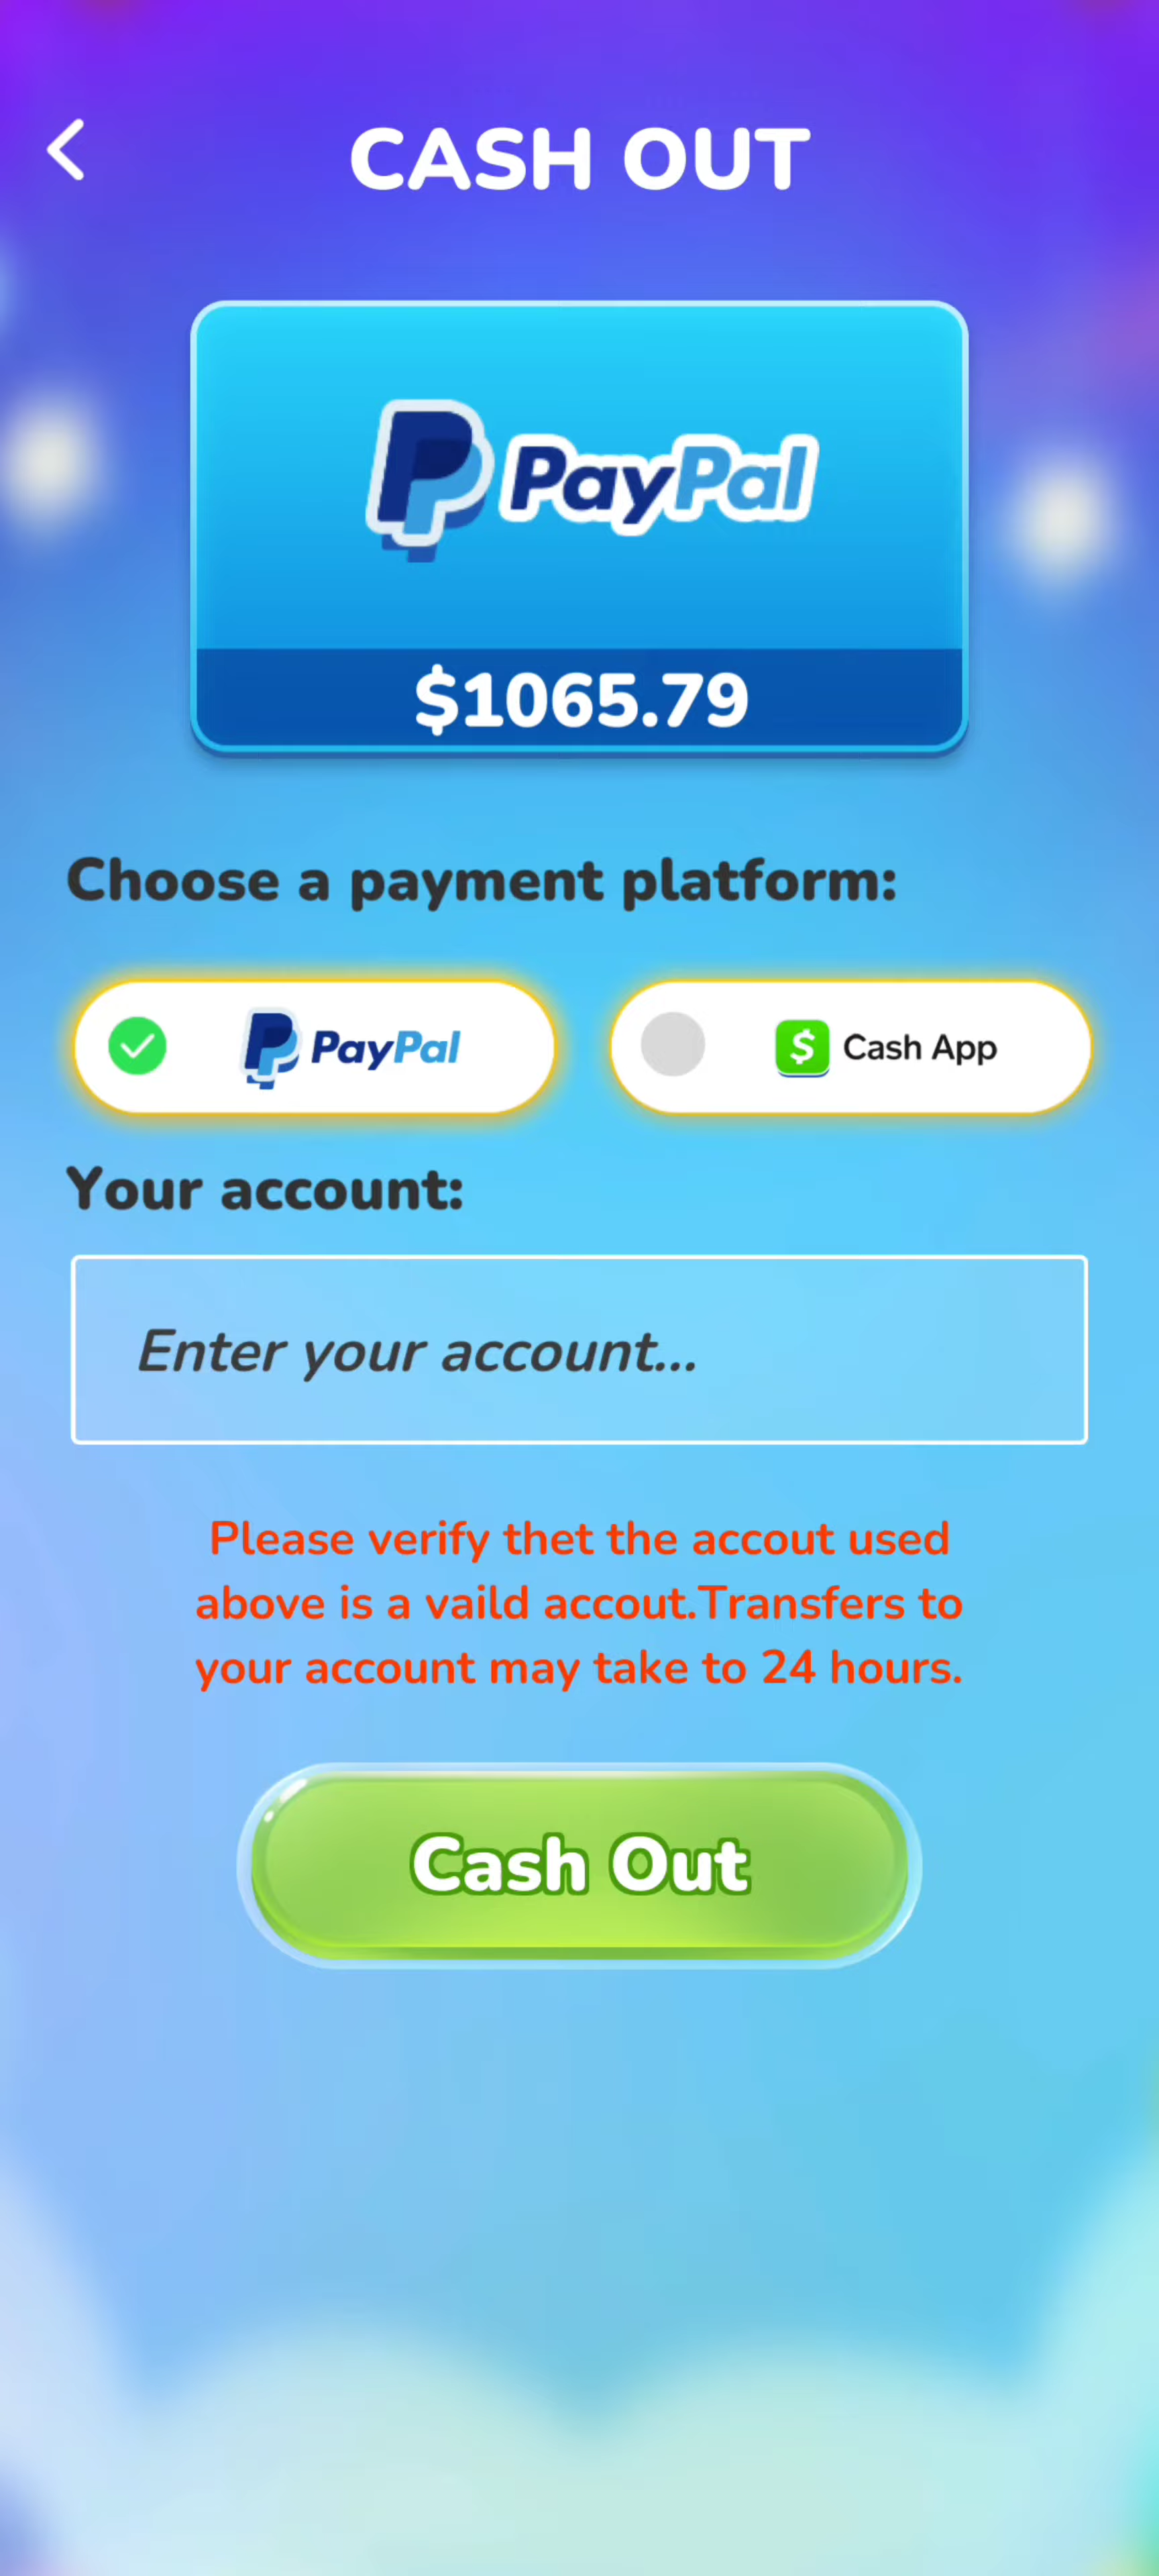 CASH OUT
PayPal
$1065.79
Choose a payment platform:
PayPal
Cash App
Your account:
Enter your account...
Please verify thet the accout used
above is a vaild accout.Transfers to
your account may take to 24 hours.
Cash Out